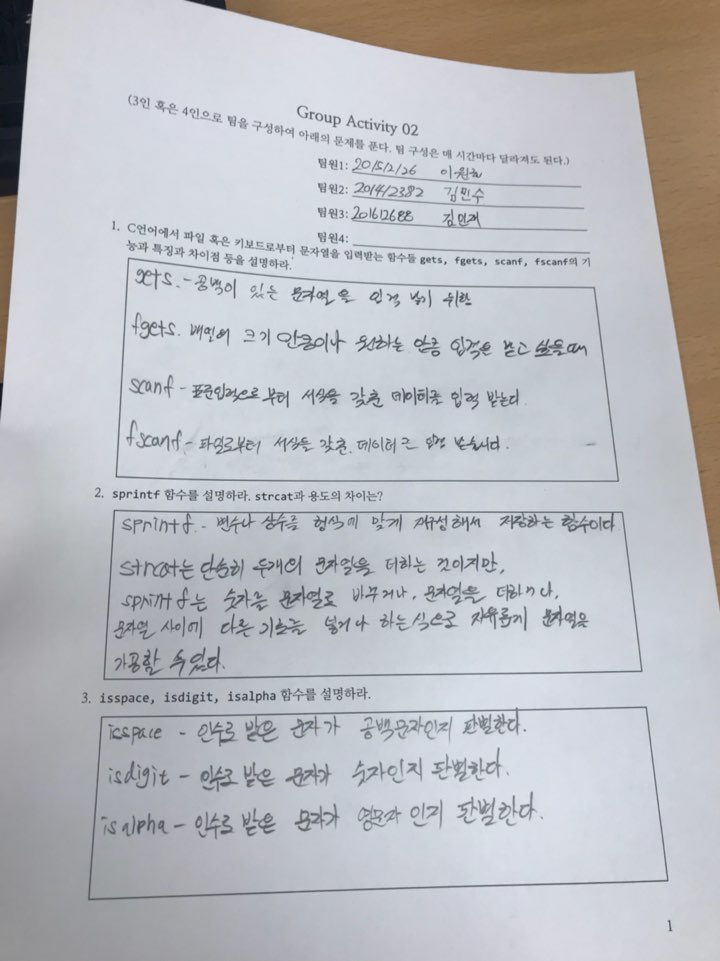 Group Activity 02
(3인 혹은 4인으로 팀을 구성하여 아래의 문제를 푼다. 팀 구성은 매 시간마다 달라져도 된다.)
팀원1: 201512126
팀원2: 201412382 김민수
팀원3: 201612688 김민재
팀원4:
1. C언어에서 파일 혹은 키보드로부터 문자열을 입력받는 함수들 gets, fgets, scanf, fscanf의 기
능과 특징과 차이점 등을 설명하라.
gets. - 공백이 있는 문자열을 입력 받기 위한
fgets. 배열의 크기 만큼이나 원하는 만큼 입력을 받고 싶을때
scanf - 표준입력으로 부터 서식을 갖춘 데이터를 입력 받는다.
fscanf - 파일로부터 서식을 갖춘 데이터를 입력 받습니다.
2. sprintf 함수를 설명하라. strcat과 용도의 차이는?
sprintf. - 변수나 상수를 형식에 맞게 재구성해서 저장하는 함수이다
strcat는 단순히 두개의 문자열을 더하는 것이지만,
sprintf는 숫자를 문자열로 바꾸거나, 문자열을 더하거나,
문자열 사이에 다른 기호를 넣거나 하는 식으로 자유롭게 문자열을
가공할 수 있다.
3. isspace, isdigit, isalpha 함수를 설명하라.
isspace - 인수로 받은 문자가 공백문자인지 판별한다.
isdigit - 인수로 받은 문자가 숫자인지 판별한다.
isalpha - 인수로 받은 문자가 영문자 인지 판별한다.
1